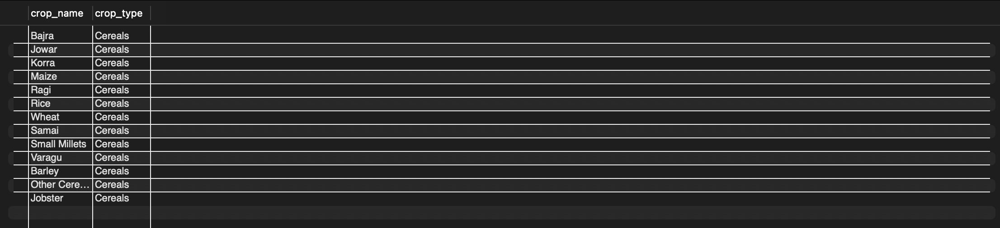 crop_name crop_type
Bajra Cereals
Jowar Cereals
Korra Cereals
Maize Cereals
Ragi Cereals
Rice Cereals
Wheat Cereals
Samai Cereals
Small Millets Cereals
Varagu Cereals
Barley Cereals
Other Cere... Cereals
Jobster Cereals